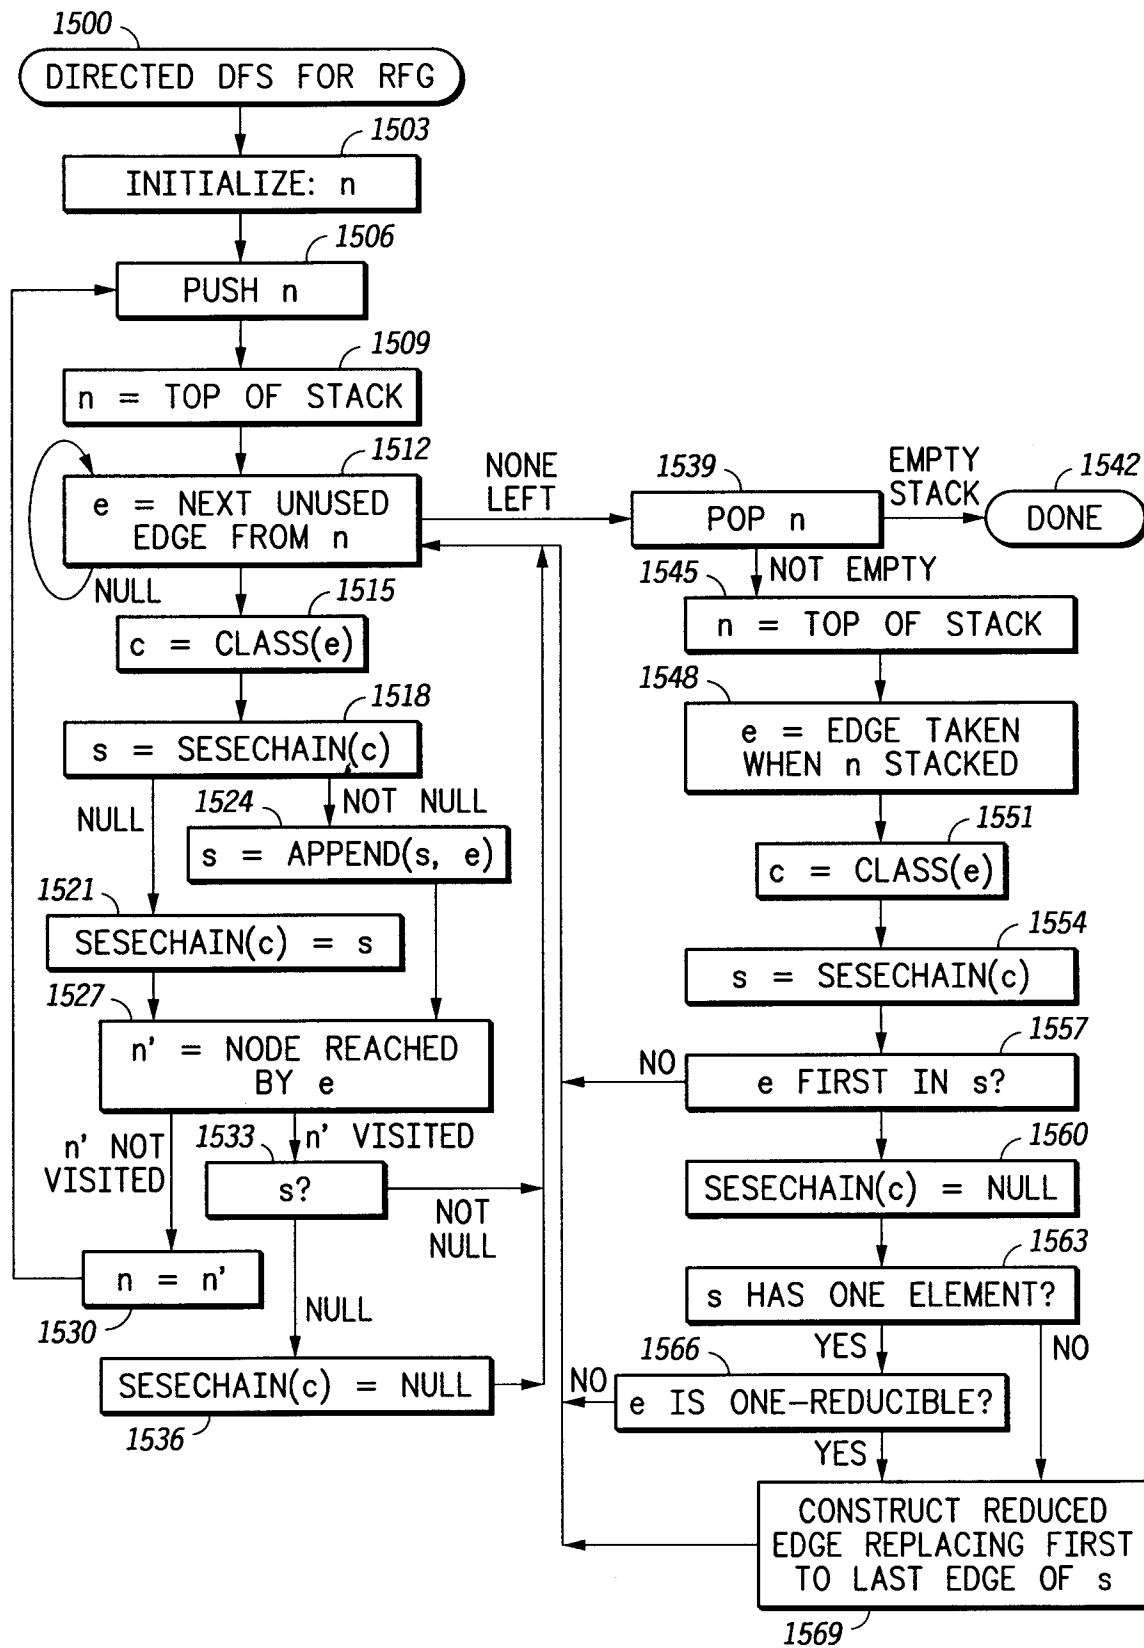 1500
DIRECTED DFS FOR RFG
1503
INITIALIZE: n
1506
PUSH n
1509
n = TOP OF STACK
1512
e = NEXT UNUSED
EDGE FROM n
NULL
NONE
LEFT
1515
c = CLASS(e)
1518
s = SESECHAIN(c)
NULL
NOT NULL
1524
s = APPEND(s, e)
1521
SESECHAIN(c) = s
1527
n' = NODE REACHED
BY e
n' NOT
VISITED
n' VISITED
1533
s?
NOT
NULL
n = n'
1530
NULL
SESECHAIN(c) = NULL
1536
1539
POP n
EMPTY
STACK
1542
DONE
NOT EMPTY
1545
n = TOP OF STACK
1548
e = EDGE TAKEN
WHEN n STACKED
1551
c = CLASS(e)
1554
s = SESECHAIN(c)
1557
e FIRST IN s?
NO
1560
SESECHAIN(c) = NULL
1563
s HAS ONE ELEMENT?
YES
NO
1566
e IS ONE-REDUCIBLE?
NO
YES
CONSTRUCT REDUCED
EDGE REPLACING FIRST
TO LAST EDGE OF s
1569